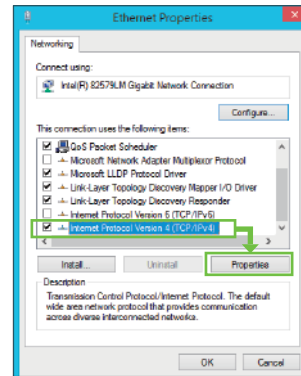 Ethernet Properties
Networking
Connect using:
Intel(R) 82579LM Gigabit Network Connection
Configure...
This connection uses the following items:
QoS Packet Scheduler
Microsoft Network Adapter Multiplexor Protocol
Microsoft LLDP Protocol Driver
Link-Layer Topology Discovery Mapper I/O Driver
Link-Layer Topology Discovery Responder
Internet Protocol Version 6 (TCP/IPv6)
Internet Protocol Version 4 (TCP/IPv4)
Install...
Uninstall
Properties
Description
Transmission Control Protocol/Internet Protocol. The default
wide area network protocol that provides communication
across diverse interconnected networks.
OK
Cancel